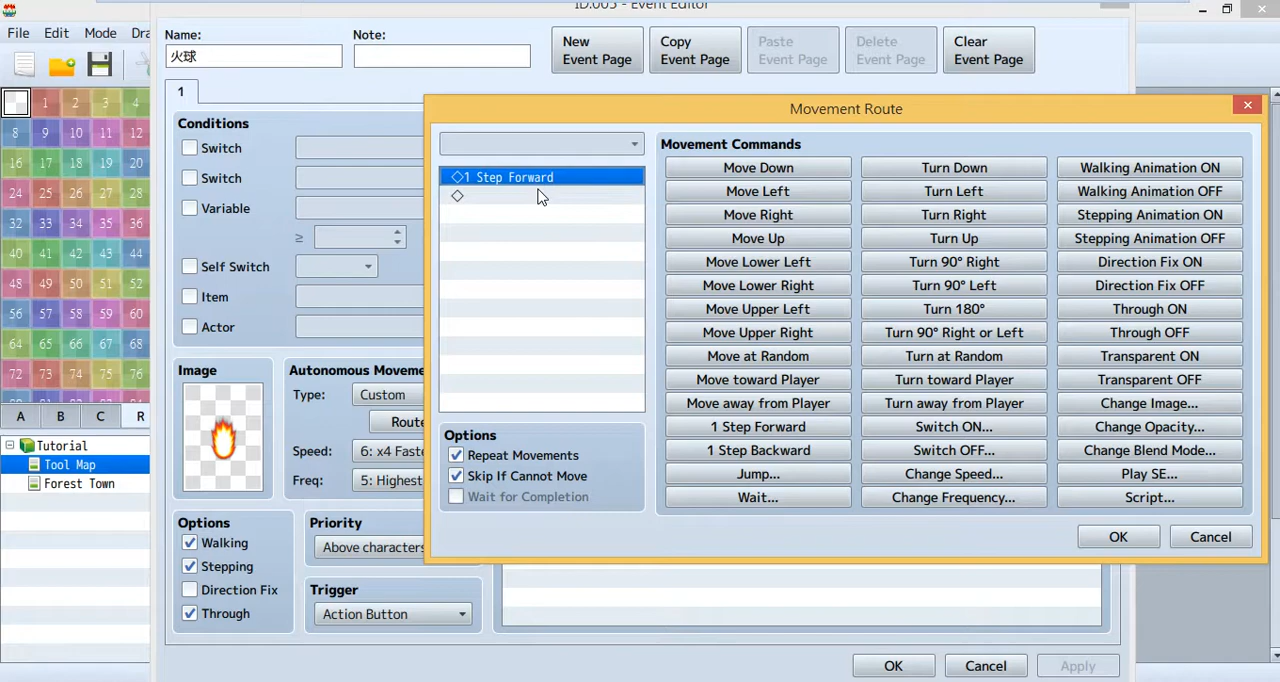 ID:005 - Event Editor
File Edit Mode Dra
Name:
火球
Note:
New
Event Page
Copy
Event Page
Paste
Event Page
Delete
Event Page
Clear
Event Page
1
1 2 3 4
8 9 10 11 12
16 17 18 19 20
24 25 26 27 28
32 33 34 35 36
40 41 42 43 44
48 49 50 51 52
56 57 58 59 60
64 65 66 67 68
72 73 74 75 76
A B C R
Tutorial
Tool Map
Forest Town
Conditions
Switch
Switch
Variable
≥
Self Switch
Item
Actor
Image
Autonomous Moveme
Type: Custom
Route
Speed: 6: x4 Faste
Freq: 5: Highest
Options
Walking
Stepping
Direction Fix
Through
Priority
Above characters
Trigger
Action Button
OK Cancel Apply
Movement Route
◇1 Step Forward
◇
Options
Repeat Movements
Skip If Cannot Move
Wait for Completion
Movement Commands
Move Down Turn Down Walking Animation ON
Move Left Turn Left Walking Animation OFF
Move Right Turn Right Stepping Animation ON
Move Up Turn Up Stepping Animation OFF
Move Lower Left Turn 90° Right Direction Fix ON
Move Lower Right Turn 90° Left Direction Fix OFF
Move Upper Left Turn 180° Through ON
Move Upper Right Turn 90° Right or Left Through OFF
Move at Random Turn at Random Transparent ON
Move toward Player Turn toward Player Transparent OFF
Move away from Player Turn away from Player Change Image...
1 Step Forward Switch ON... Change Opacity...
1 Step Backward Switch OFF... Change Blend Mode...
Jump... Change Speed... Play SE...
Wait... Change Frequency... Script...
OK Cancel